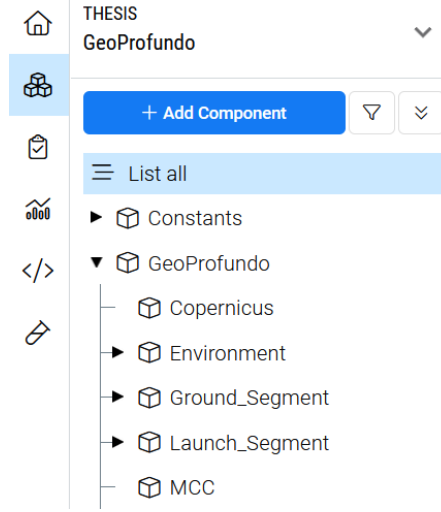 THESIS
GeoProfundo
+ Add Component
List all
Constants
GeoProfundo
Copernicus
Environment
Ground_Segment
Launch_Segment
MCC